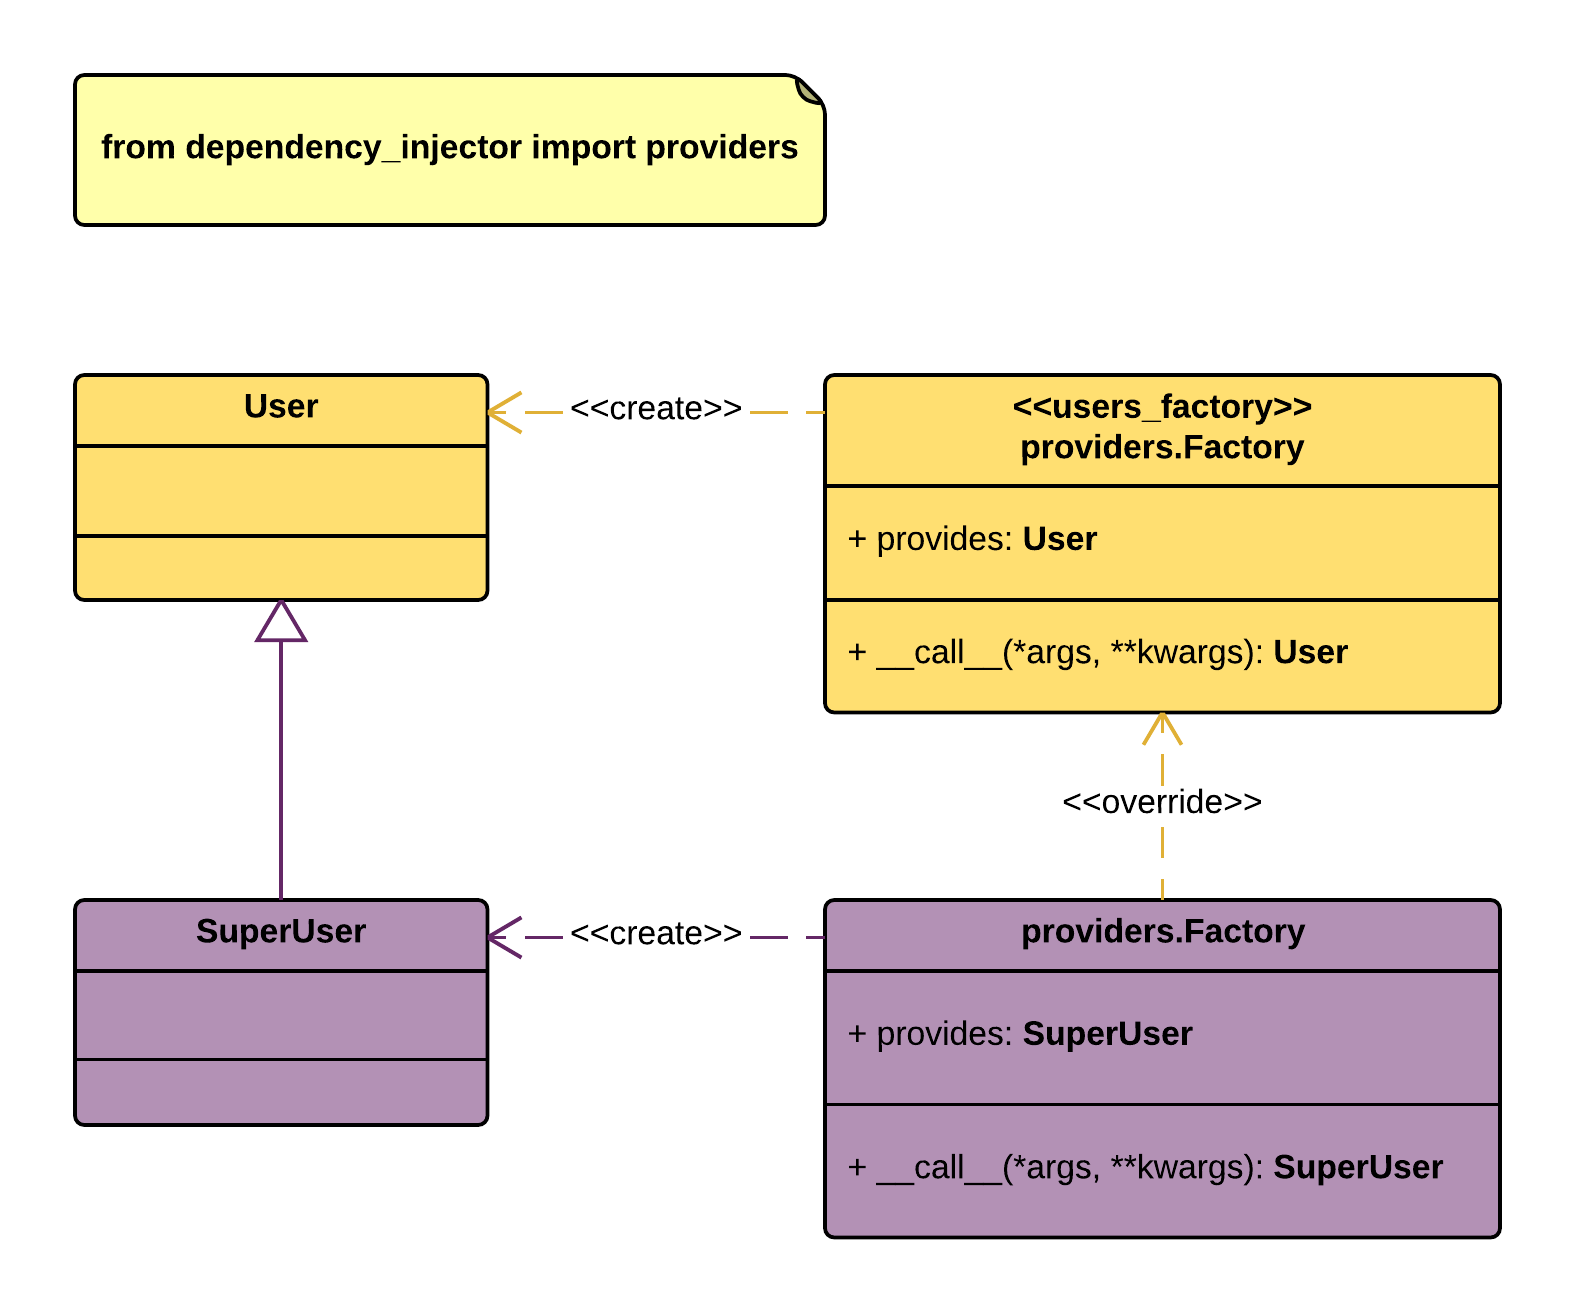 from dependency_injector import providers
User
<<create>>
<<users_factory>>
providers.Factory
+ provides: User
+ __call__(*args, **kwargs): User
<<override>>
SuperUser
<<create>>
providers.Factory
+ provides: SuperUser
+ __call__(*args, **kwargs): SuperUser